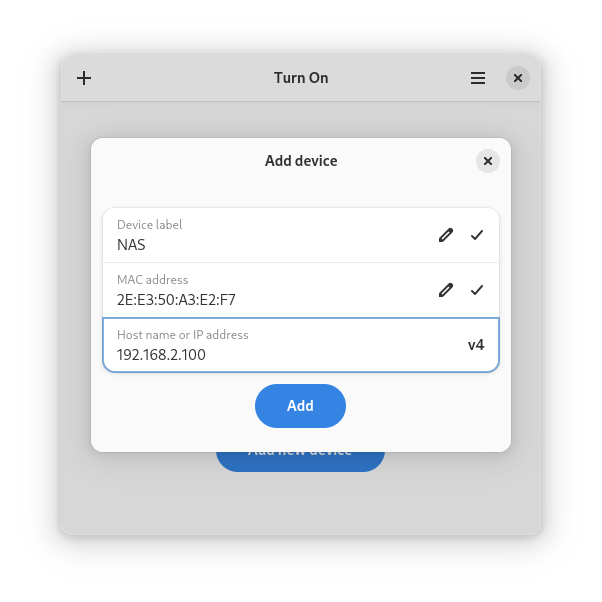 Turn On
Add device
Device label
NAS
MAC address
2E:E3:50:A3:E2:F7
Host name or IP address
192.168.2.100
v4
Add
Add new device